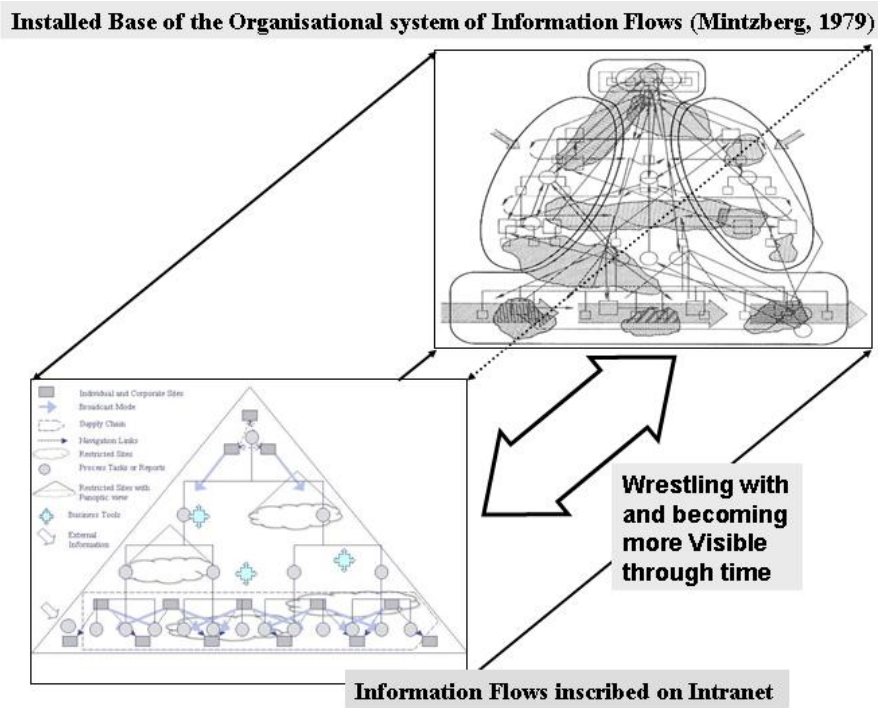 Installed Base of the Organisational system of Information Flows (Mintzberg, 1979)
Individual and Corporate Sites
Broadcast Mode
Supply Chain
Navigation Links
Restricted Sites
Process Tasks or Reports
Restricted Sites with
Panoptic view
Business Tools
External
Information
Wrestling with
and becoming
more Visible
through time
Information Flows inscribed on Intranet